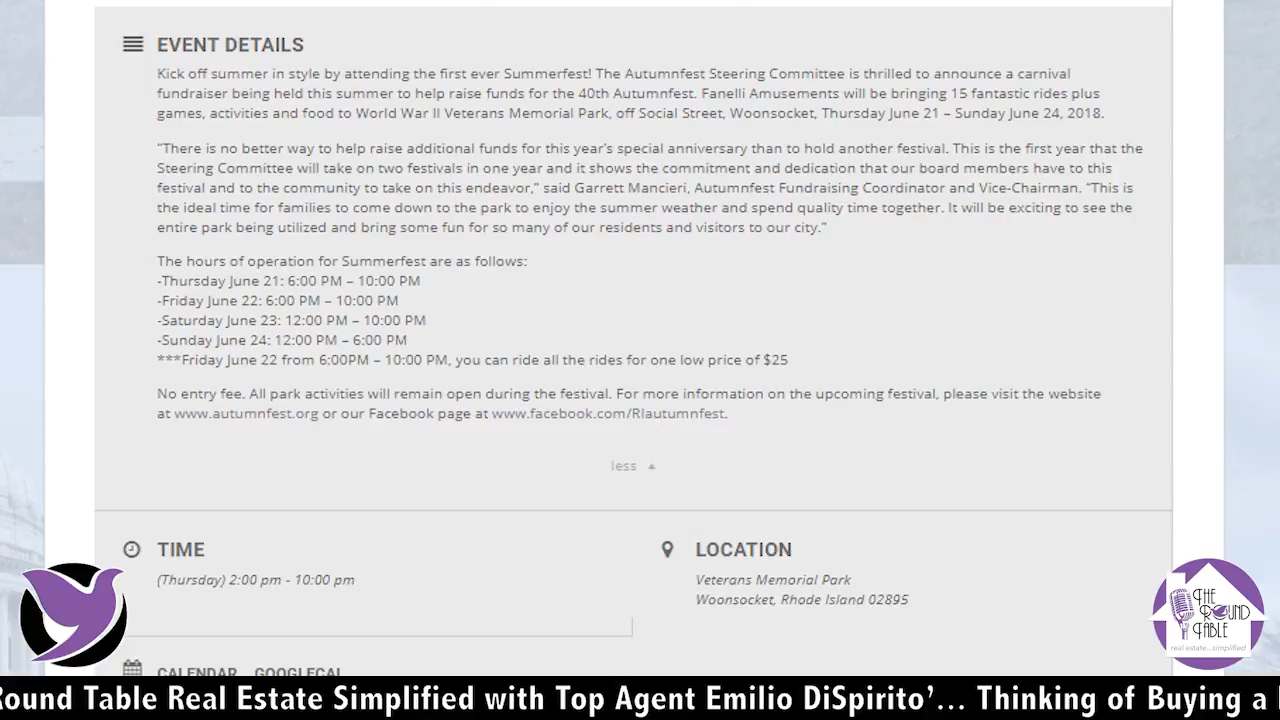 EVENT DETAILS
Kick off summer in style by attending the first ever Summerfest! The Autumnfest Steering Committee is thrilled to announce a carnival
fundraiser being held this summer to help raise funds for the 40th Autumnfest. Fanelli Amusements will be bringing 15 fantastic rides plus
games, activities and food to World War II Veterans Memorial Park, off Social Street, Woonsocket, Thursday June 21 – Sunday June 24, 2018.
“There is no better way to help raise additional funds for this year’s special anniversary than to hold another festival. This is the first year that the
Steering Committee will take on two festivals in one year and it shows the commitment and dedication that our board members have to this
festival and to the community to take on this endeavor,” said Garrett Mancieri, Autumnfest Fundraising Coordinator and Vice-Chairman. “This is
the ideal time for families to come down to the park to enjoy the summer weather and spend quality time together. It will be exciting to see the
entire park being utilized and bring some fun for so many of our residents and visitors to our city.”
The hours of operation for Summerfest are as follows:
-Thursday June 21: 6:00 PM – 10:00 PM
-Friday June 22: 6:00 PM – 10:00 PM
-Saturday June 23: 12:00 PM – 10:00 PM
-Sunday June 24: 12:00 PM – 6:00 PM
***Friday June 22 from 6:00PM – 10:00 PM, you can ride all the rides for one low price of $25
No entry fee. All park activities will remain open during the festival. For more information on the upcoming festival, please visit the website
at www.autumnfest.org or our Facebook page at www.facebook.com/RIautumnfest.
less
TIME
(Thursday) 2:00 pm - 10:00 pm
LOCATION
Veterans Memorial Park
Woonsocket, Rhode Island 02895
CALENDAR GOOGLECAL
THE
ROUND
TABLE
real estate...simplified
Round Table Real Estate Simplified with Top Agent Emilio DiSpirito’... Thinking of Buying a